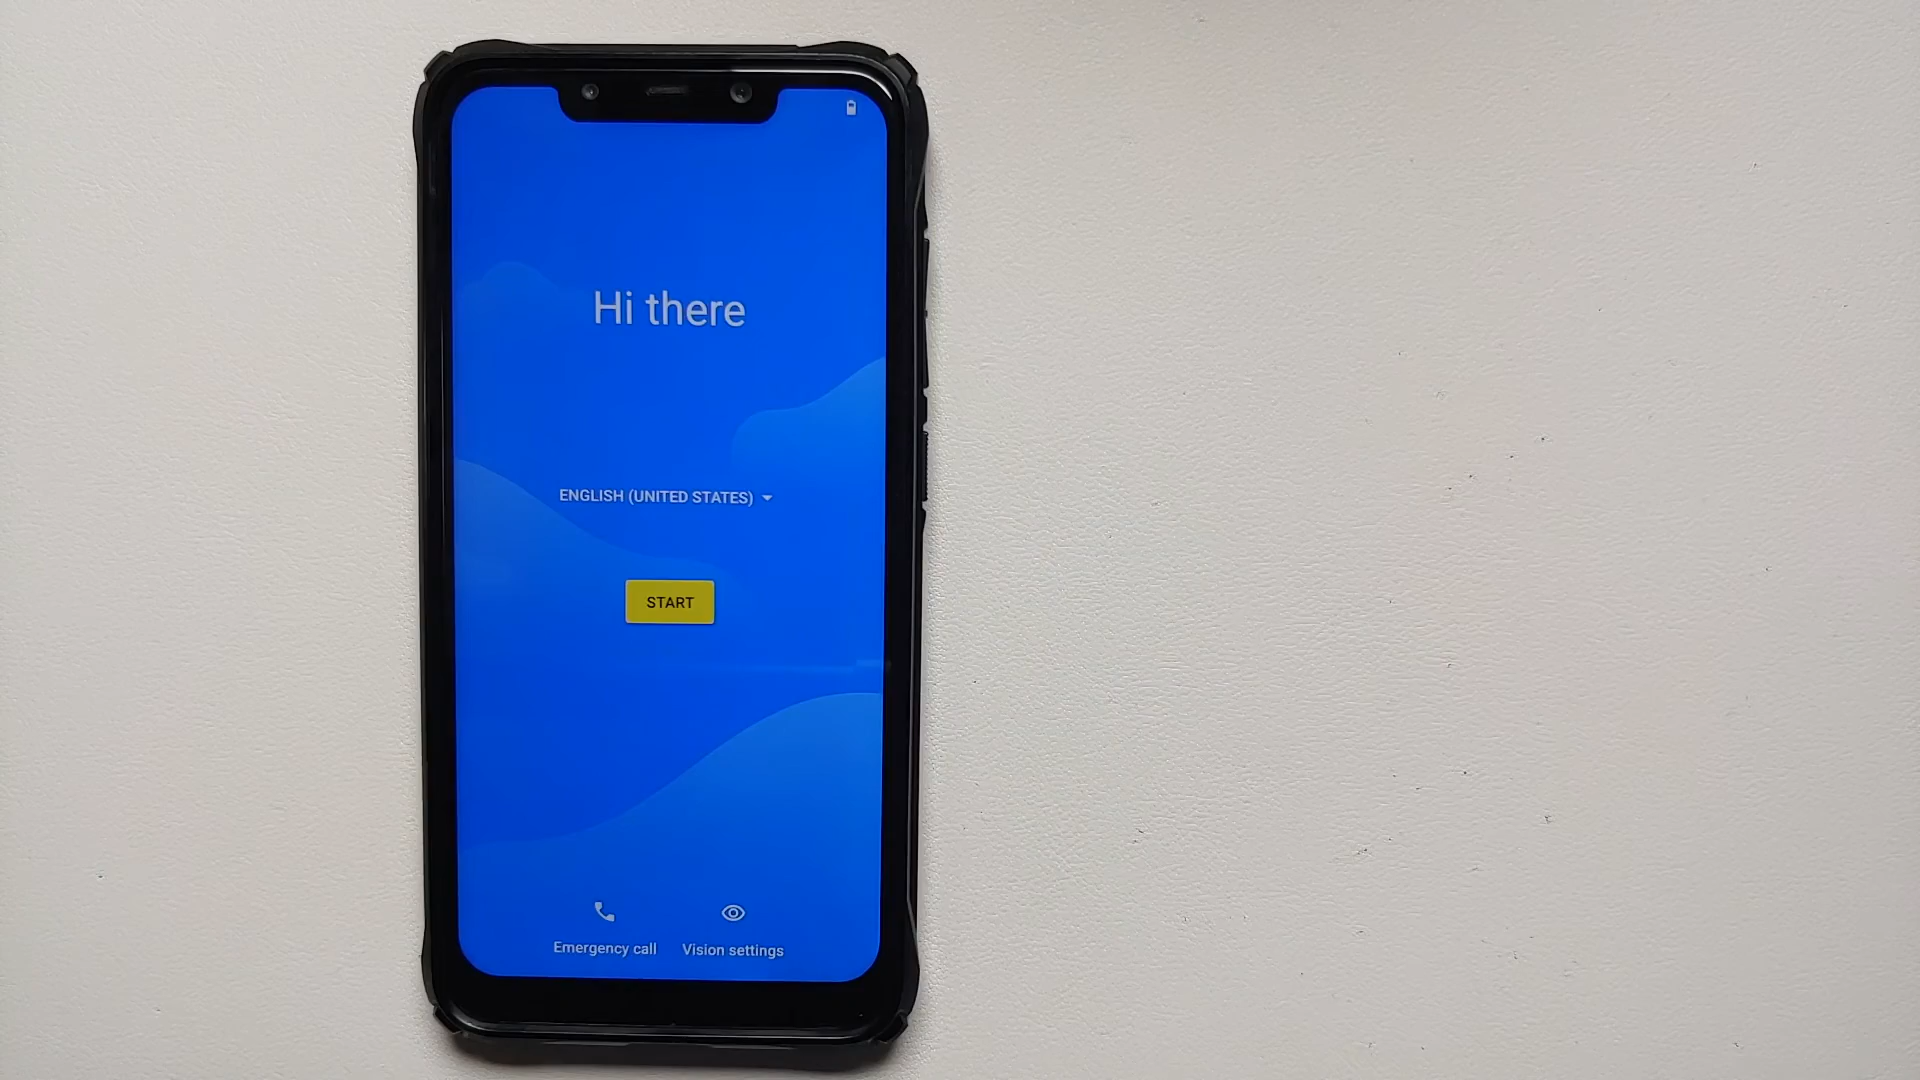 Hi there
ENGLISH (UNITED STATES)
START
Emergency call
Vision settings